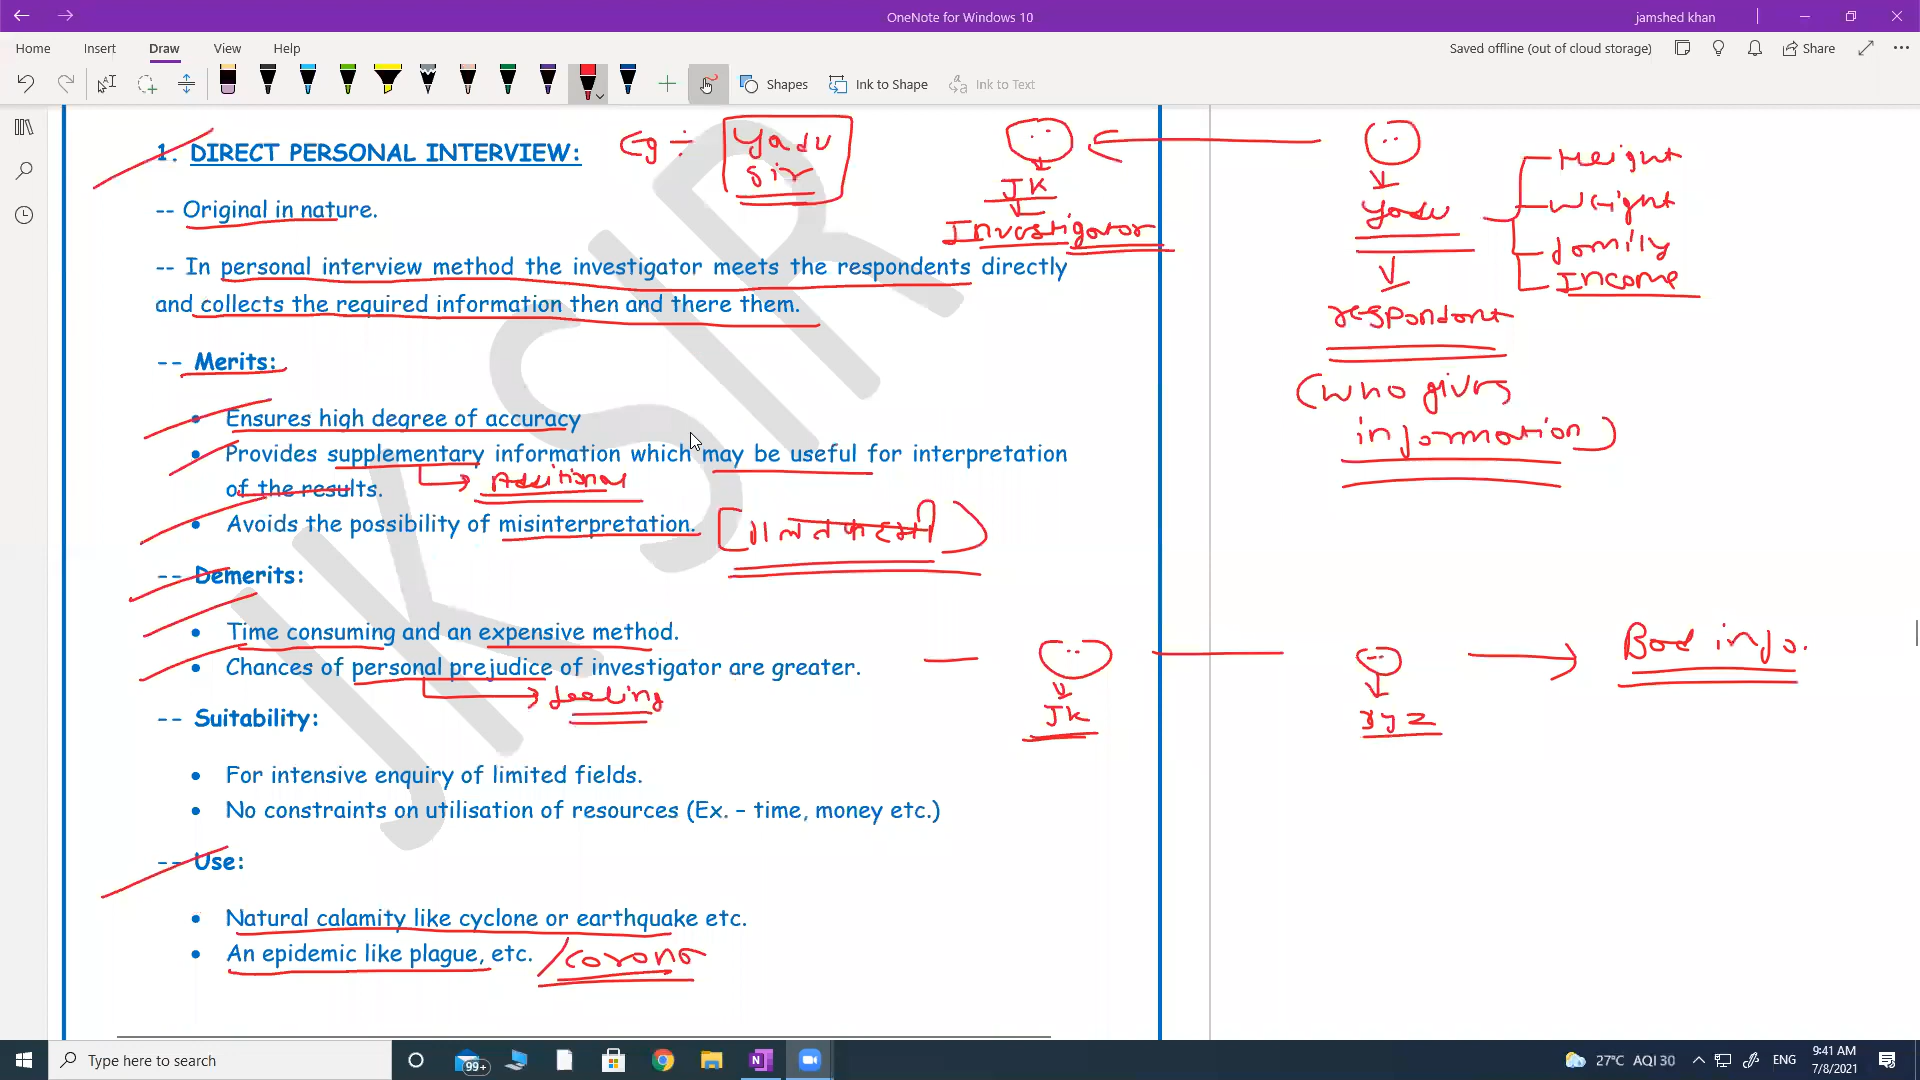 OneNote for Windows 10
jamshed khan
Home Insert Draw View Help
Saved offline (out of cloud storage)
Share
Shapes
Ink to Shape
Ink to Text
1. DIRECT PERSONAL INTERVIEW:
Eg ÷ Yadu
Sir
JK
Investigator
Yadu
Height
Weight
family
Income
respondent
(who gives
information)
-- Original in nature.
-- In personal interview method the investigator meets the respondents directly
and collects the required information then and there them.
-- Merits:
• Ensures high degree of accuracy
• Provides supplementary information which may be useful for interpretation
of the results.
Additional
• Avoids the possibility of misinterpretation.
-- Demerits:
• Time consuming and an expensive method.
• Chances of personal prejudice of investigator are greater.
feeling
JK
xyz
Bad info.
-- Suitability:
• For intensive enquiry of limited fields.
• No constraints on utilisation of resources (Ex. – time, money etc.)
-- Use:
• Natural calamity like cyclone or earthquake etc.
• An epidemic like plague, etc. /corona
JK SIR
Type here to search
99+
27°C AQI 30
ENG
9:41 AM
7/8/2021